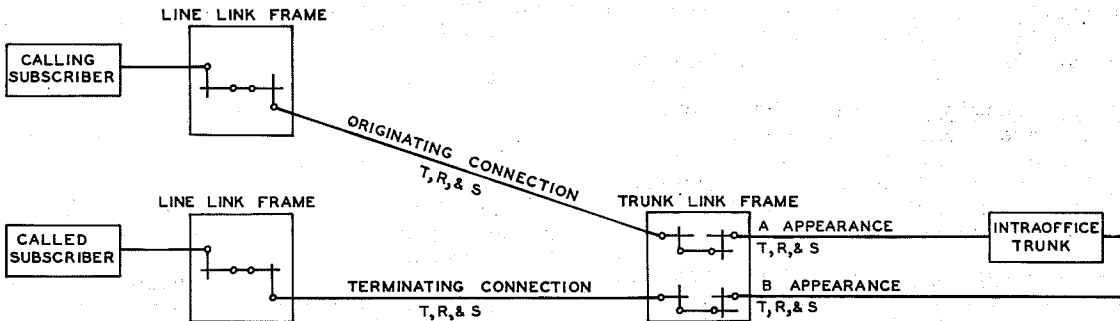 LINE LINK FRAME
CALLING
SUBSCRIBER
ORIGINATING CONNECTION
T, R, & S
LINE LINK FRAME
TRUNK LINK FRAME
CALLED
SUBSCRIBER
A APPEARANCE
T, R, & S
INTRAOFFICE
TRUNK
TERMINATING CONNECTION
T, R, & S
B APPEARANCE
T, R, & S